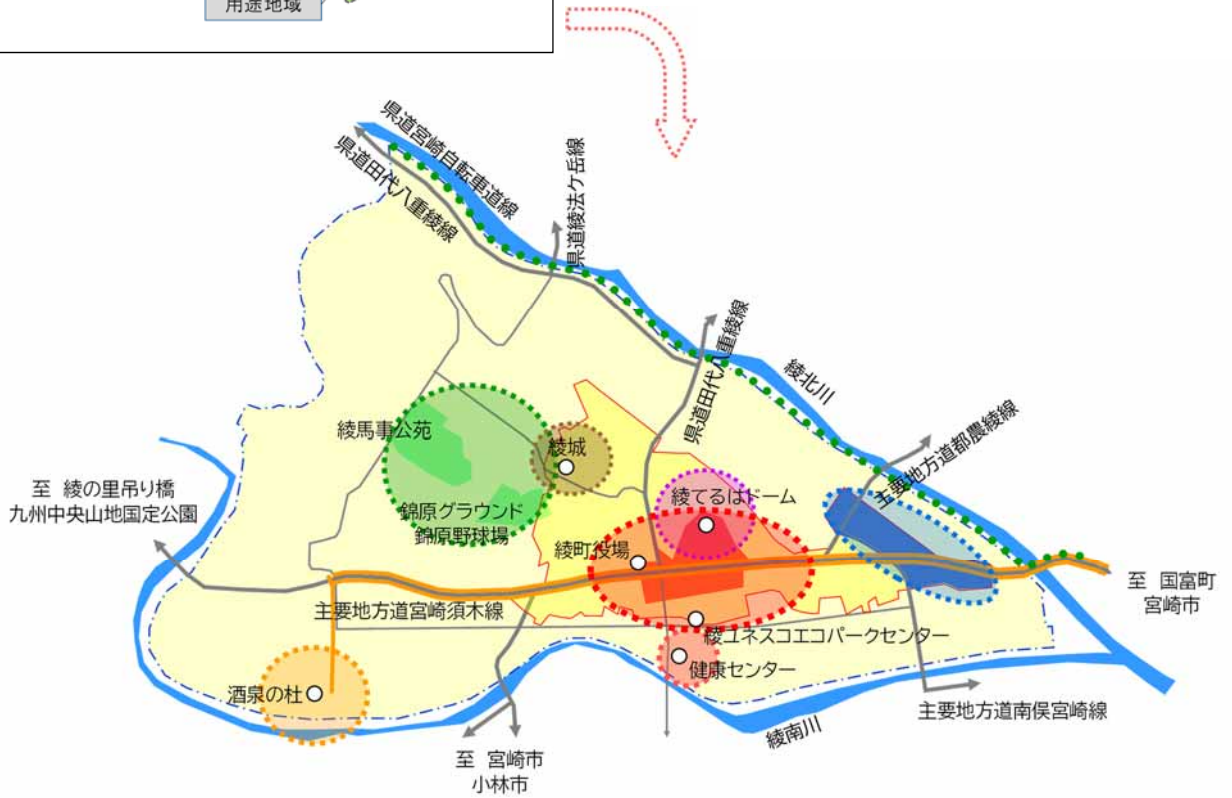 用途地域
県道宮崎自転車道線
県道田代八重綾線
県道綾法ケ岳線
県道田代八重綾線
綾北川
主要地方道都農綾線
綾馬事公苑
綾城
錦原グラウンド
錦原野球場
綾てるはドーム
綾町役場
至 綾の里吊り橋
九州中央山地国定公園
主要地方道宮崎須木線
至 国富町
宮崎市
綾ユネスコエコパークセンター
健康センター
酒泉の杜
主要地方道南俣宮崎線
綾南川
至 宮崎市
小林市